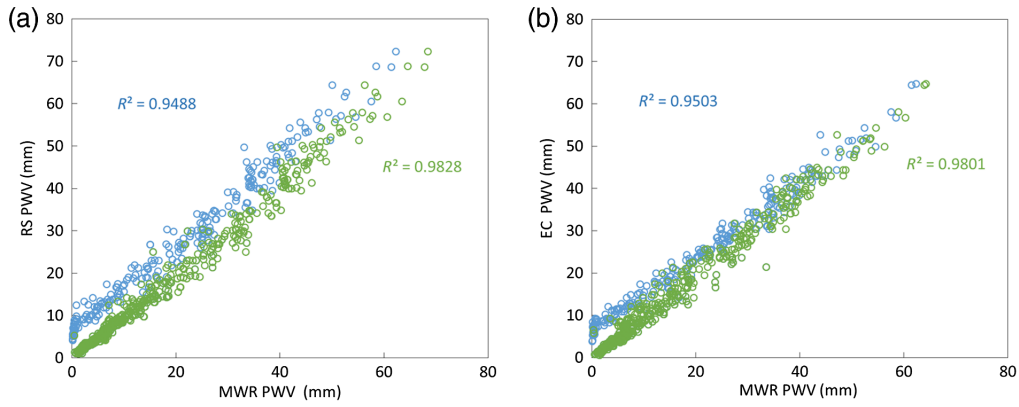 (a)
80
70
60
50
40
30
20
10
0
RS PWV (mm)
R² = 0.9488
R² = 0.9828
0 20 40 60 80
MWR PWV (mm)
(b)
80
70
60
50
40
30
20
10
0
EC PWV (mm)
R² = 0.9503
R² = 0.9801
0 20 40 60 80
MWR PWV (mm)